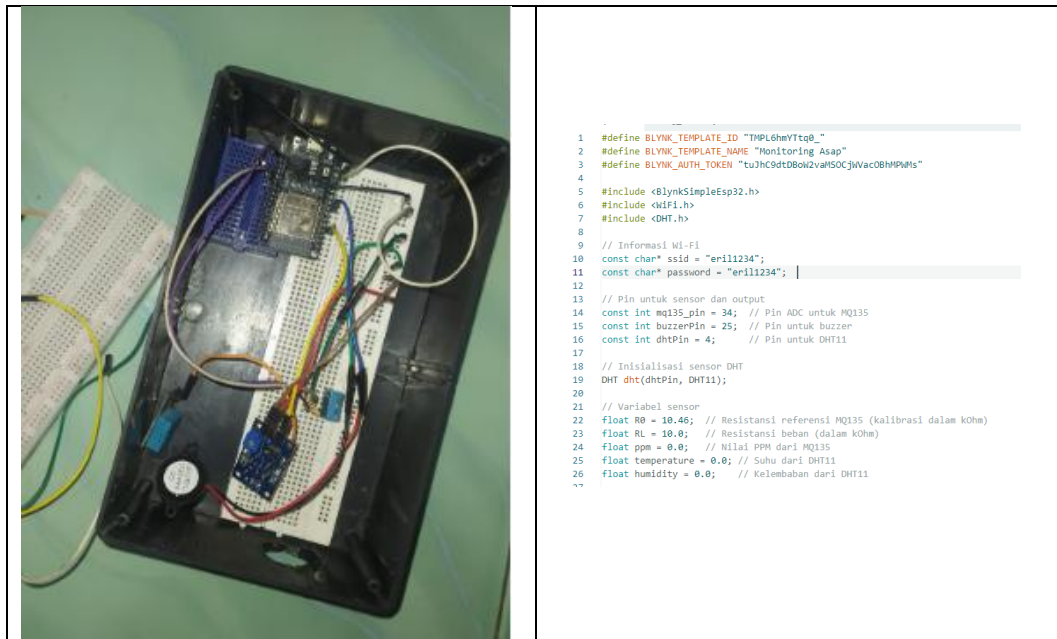 1 #define BLYNK_TEMPLATE_ID "TMPL6hmYTtq0_"
2 #define BLYNK_TEMPLATE_NAME "Monitoring Asap"
3 #define BLYNK_AUTH_TOKEN "tuJhC9dtDBoW2vaMSOCjWVacOBhMPWMs"
4
5 #include <BlynkSimpleEsp32.h>
6 #include <WiFi.h>
7 #include <DHT.h>
8
9 // Informasi Wi-Fi
10 const char* ssid = "eril1234";
11 const char* password = "eril1234";
12
13 // Pin untuk sensor dan output
14 const int mq135_pin = 34; // Pin ADC untuk MQ135
15 const int buzzerPin = 25; // Pin untuk buzzer
16 const int dhtPin = 4; // Pin untuk DHT11
17
18 // Inisialisasi sensor DHT
19 DHT dht(dhtPin, DHT11);
20
21 // Variabel sensor
22 float R0 = 10.46; // Resistansi referensi MQ135 (kalibrasi dalam kOhm)
23 float RL = 10.0; // Resistansi beban (dalam kOhm)
24 float ppm = 0.0; // Nilai PPM dari MQ135
25 float temperature = 0.0; // Suhu dari DHT11
26 float humidity = 0.0; // Kelembaban dari DHT11